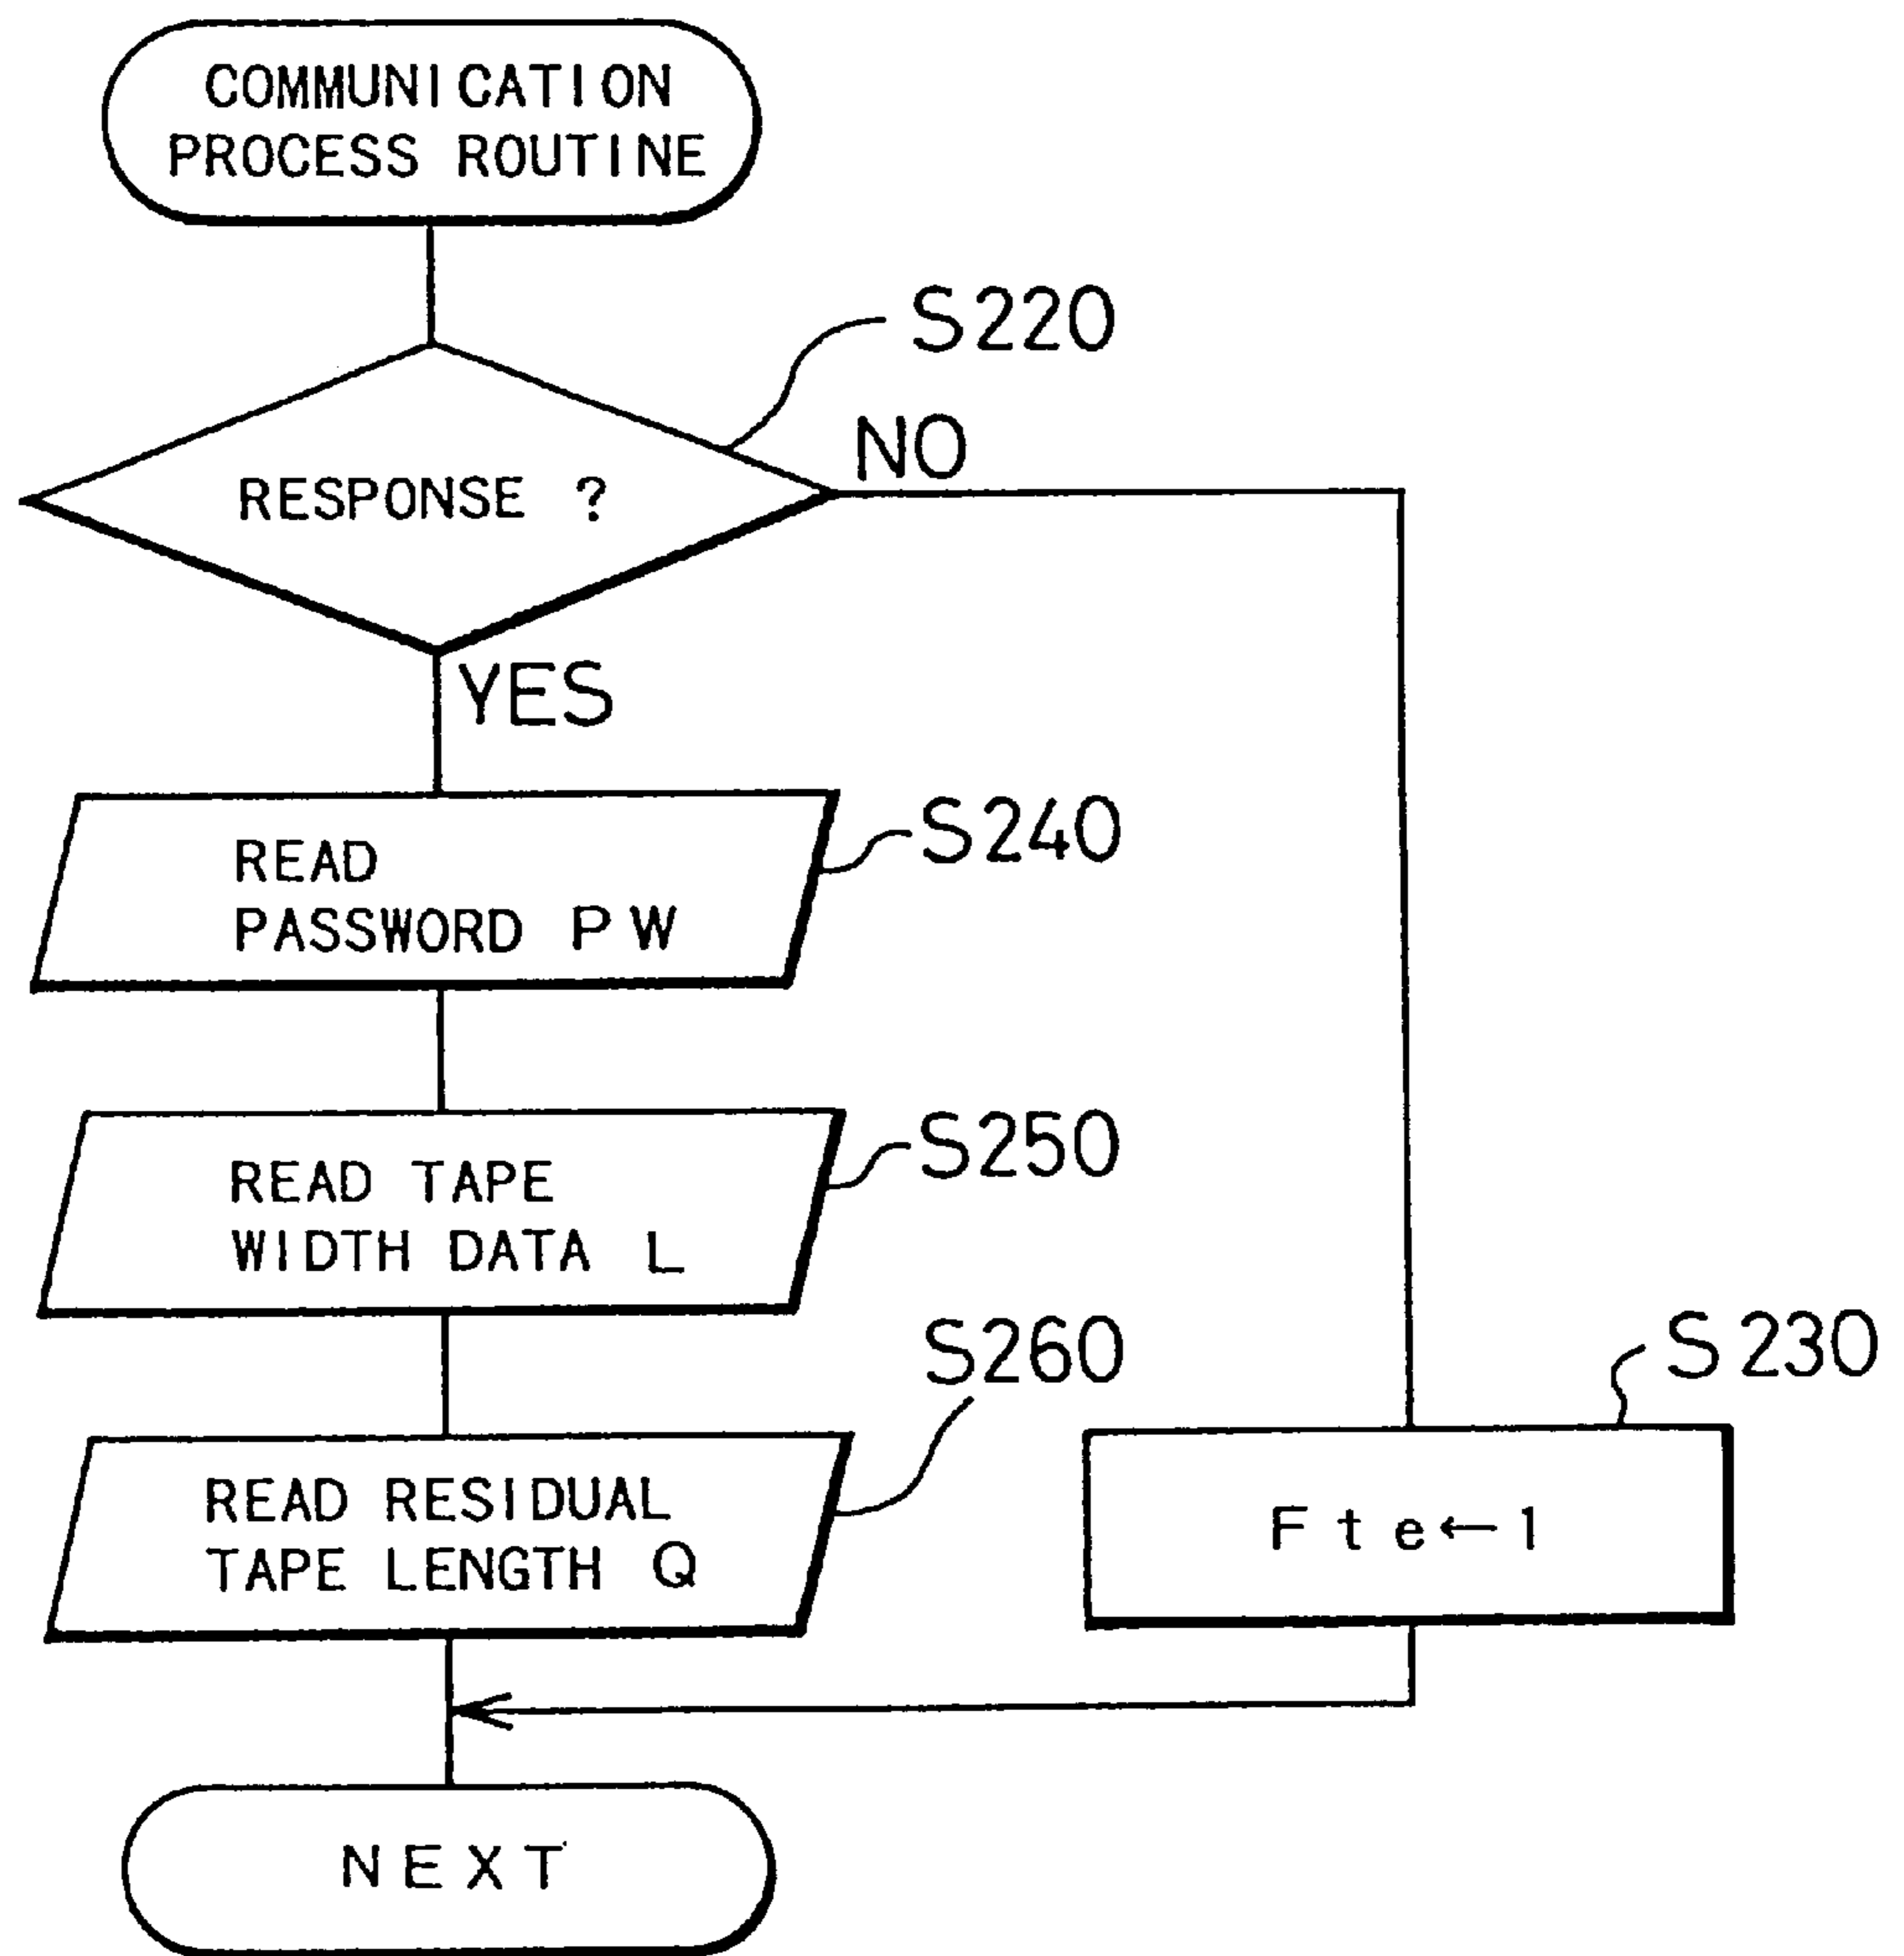 COMMUNICATION
PROCESS ROUTINE
S220
NO
RESPONSE ?
YES
READ
PASSWORD PW
S240
READ TAPE
WIDTH DATA L
S250
READ RESIDUAL
TAPE LENGTH Q
S260
S230
Fte←1
NEXT